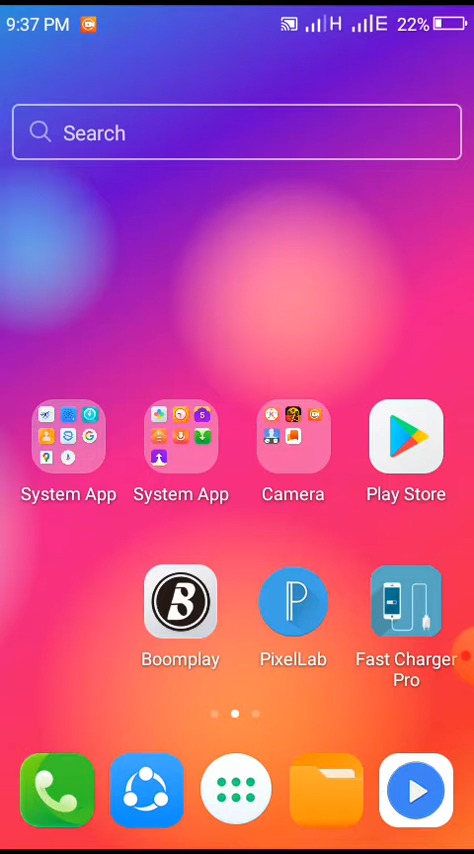 9:37 PM H E 22%
Search
System App System App Camera Play Store
Boomplay PixelLab Fast Charger
Pro